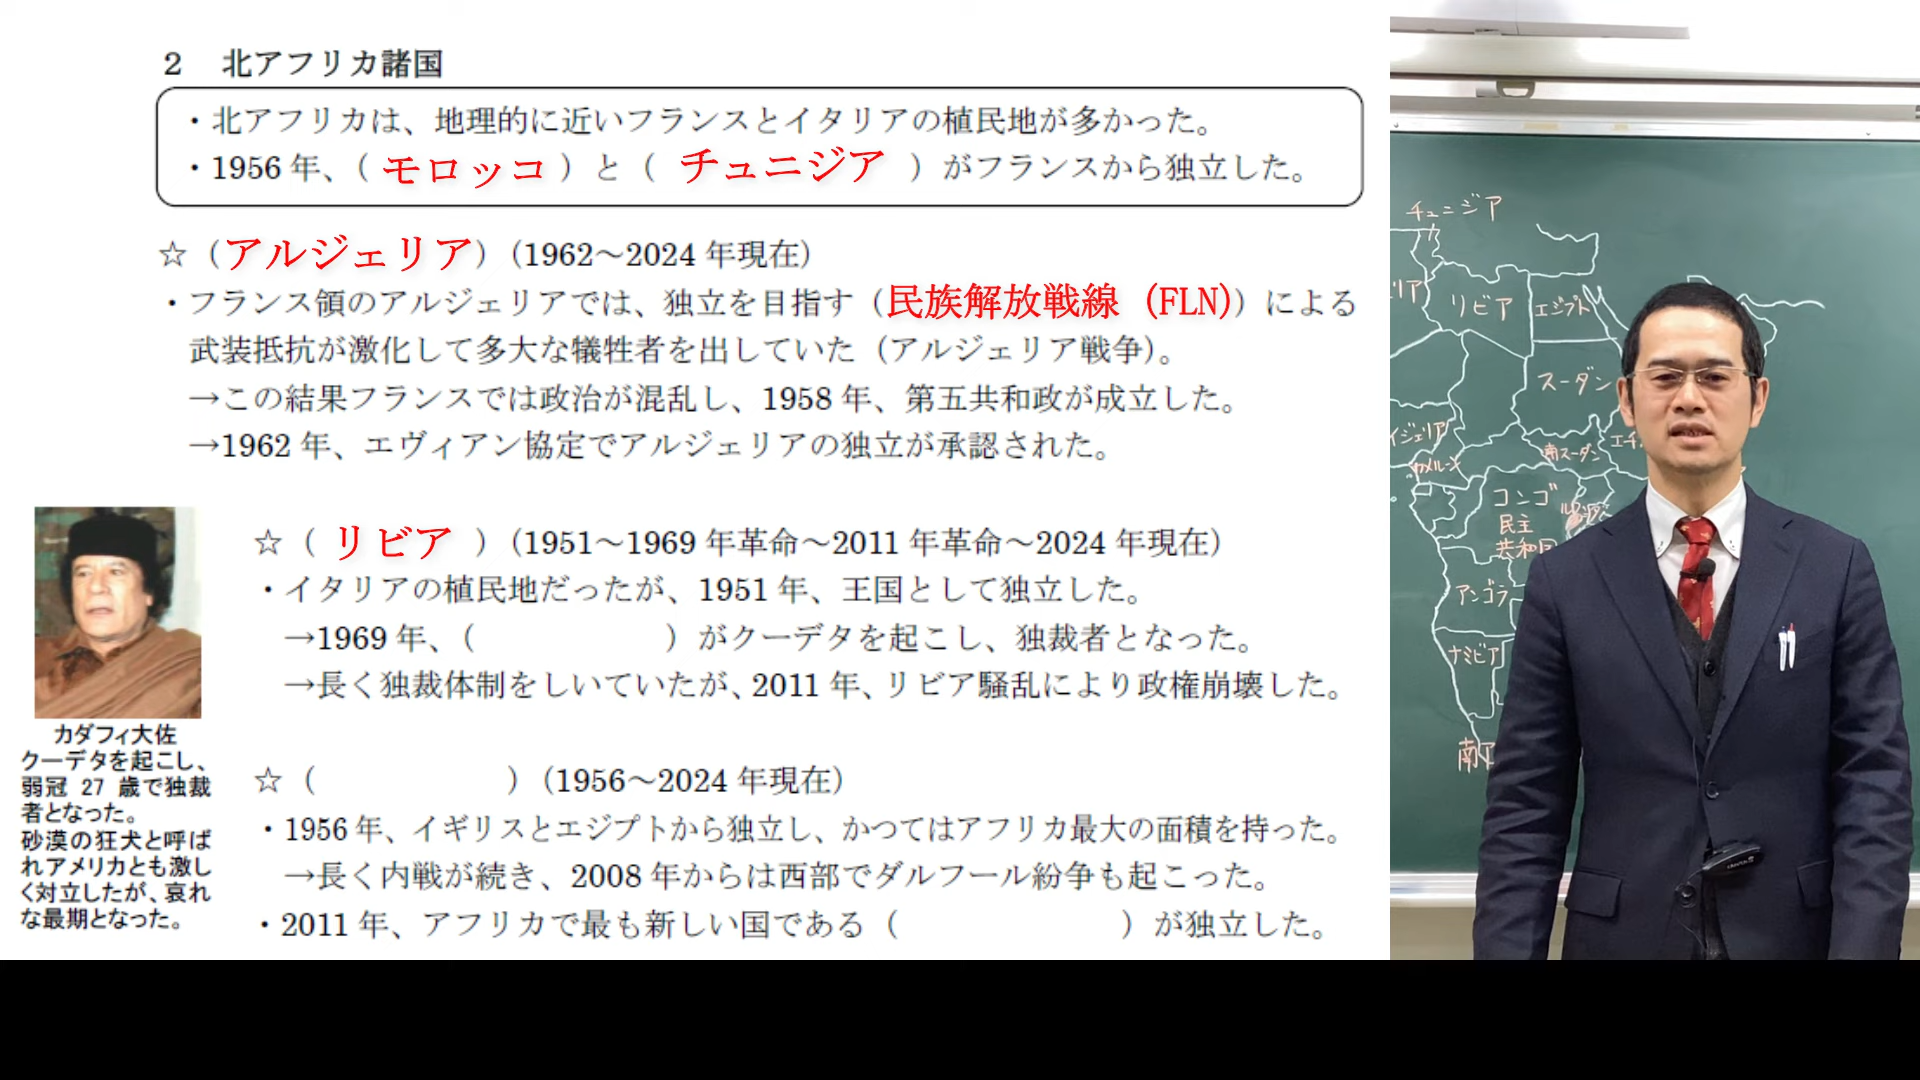 ２　北アフリカ諸国
・北アフリカは、地理的に近いフランスとイタリアの植民地が多かった。
・1956 年、（ モロッコ ）と（ チュニジア ）がフランスから独立した。
☆（アルジェリア）（1962～2024 年現在）
・フランス領のアルジェリアでは、独立を目指す（民族解放戦線（FLN））による
武装抵抗が激化して多大な犠牲者を出していた（アルジェリア戦争）。
→この結果フランスでは政治が混乱し、1958 年、第五共和政が成立した。
→1962 年、エヴィアン協定でアルジェリアの独立が承認された。
☆（ リビア ）（1951～1969 年革命～2011 年革命～2024 年現在）
・イタリアの植民地だったが、1951 年、王国として独立した。
→1969 年、（　　　　　　）がクーデタを起こし、独裁者となった。
→長く独裁体制をしいていたが、2011 年、リビア騒乱により政権崩壊した。
カダフィ大佐
クーデタを起こし、
弱冠 27 歳で独裁
者となった。
砂漠の狂犬と呼ば
れアメリカとも激し
く対立したが、哀れ
な最期となった。
☆（　　　　　　）（1956～2024 年現在）
・1956 年、イギリスとエジプトから独立し、かつてはアフリカ最大の面積を持った。
→長く内戦が続き、2008 年からは西部でダルフール紛争も起こった。
・2011 年、アフリカで最も新しい国である（　　　　　　　）が独立した。
チュニジア
リア
リビア
エジプト
スーダン
イジェリア
南スーダン
エチ
カメルーン
コンゴ
民主
共和国
アンゴラ
ナミビア
南ア